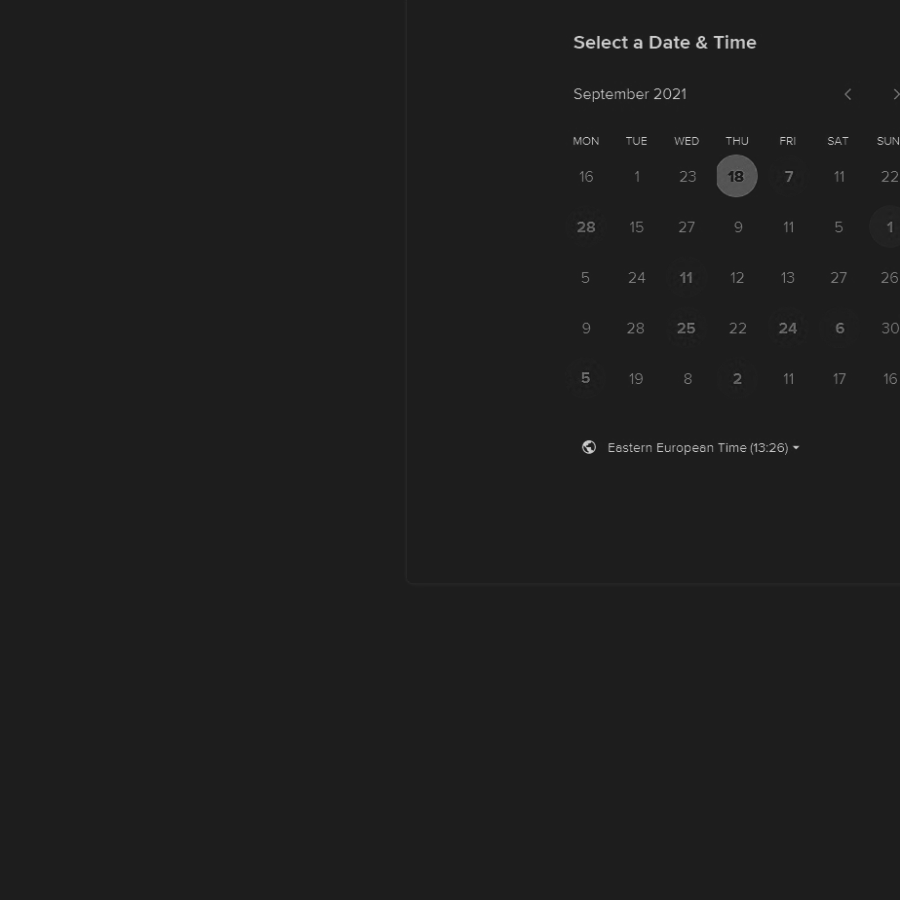 Select a Date & Time
September 2021
MON TUE WED THU FRI SAT SUN
16 1 23 18 7 11 22
28 15 27 9 11 5 1
5 24 11 12 13 27 26
9 28 25 22 24 6 30
5 19 8 2 11 17 16
Eastern European Time (13:26)